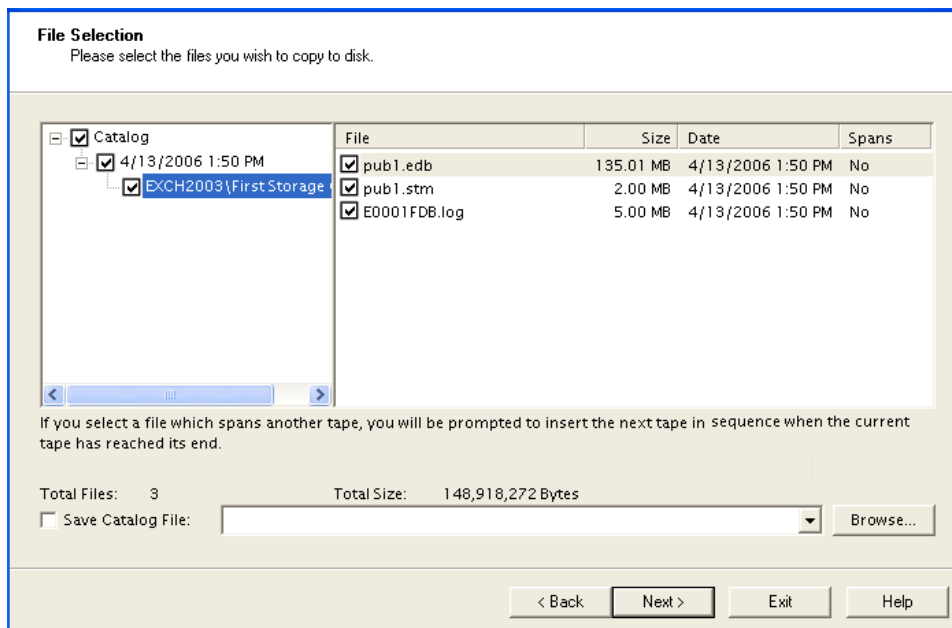 File Selection
Please select the files you wish to copy to disk.
Catalog
4/13/2006 1:50 PM
EXCH2003\First Storage
File Size Date Spans
pub1.edb 135.01 MB 4/13/2006 1:50 PM No
pub1.stm 2.00 MB 4/13/2006 1:50 PM No
E0001FDB.log 5.00 MB 4/13/2006 1:50 PM No
If you select a file which spans another tape, you will be prompted to insert the next tape in sequence when the current
tape has reached its end.
Total Files: 3 Total Size: 148,918,272 Bytes
Save Catalog File: Browse...
< Back Next > Exit Help